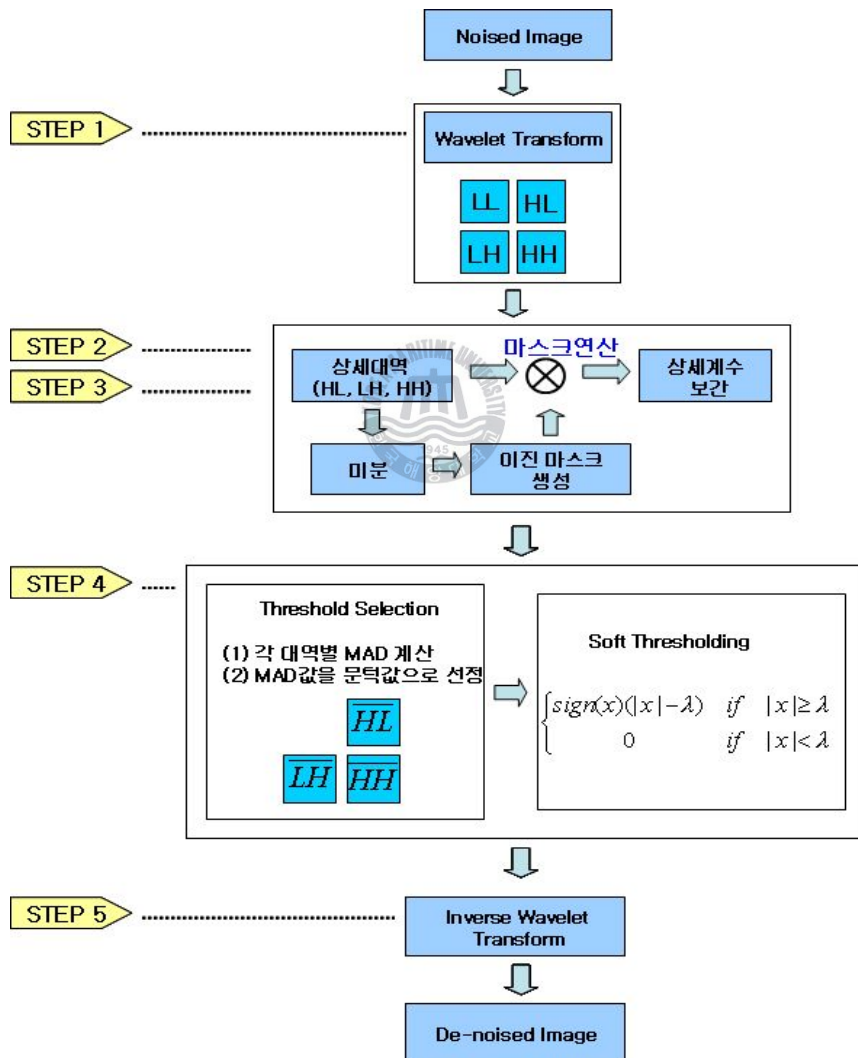 Noised Image
STEP 1
Wavelet Transform
LL HL
LH HH
STEP 2
STEP 3
마스크연산
상세대역
(HL, LH, HH)
상세계수
보간
미분
이진 마스크
생성
1945
STEP 4
Threshold Selection
(1) 각 대역별 MAD 계산
(2) MAD값을 문턱값으로 선정
HL
LH HH
Soft Thresholding
sign(x)(|x|-λ) if |x|≥λ
0 if |x|<λ
STEP 5
Inverse Wavelet
Transform
De-noised Image